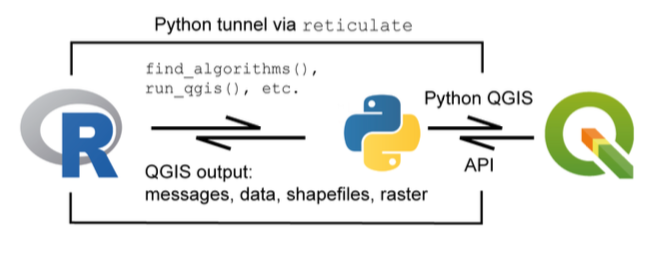 Python tunnel via reticulate
find_algorithms(),
run_qgis(), etc.
Python QGIS
API
R
QGIS output:
messages, data, shapefiles, raster